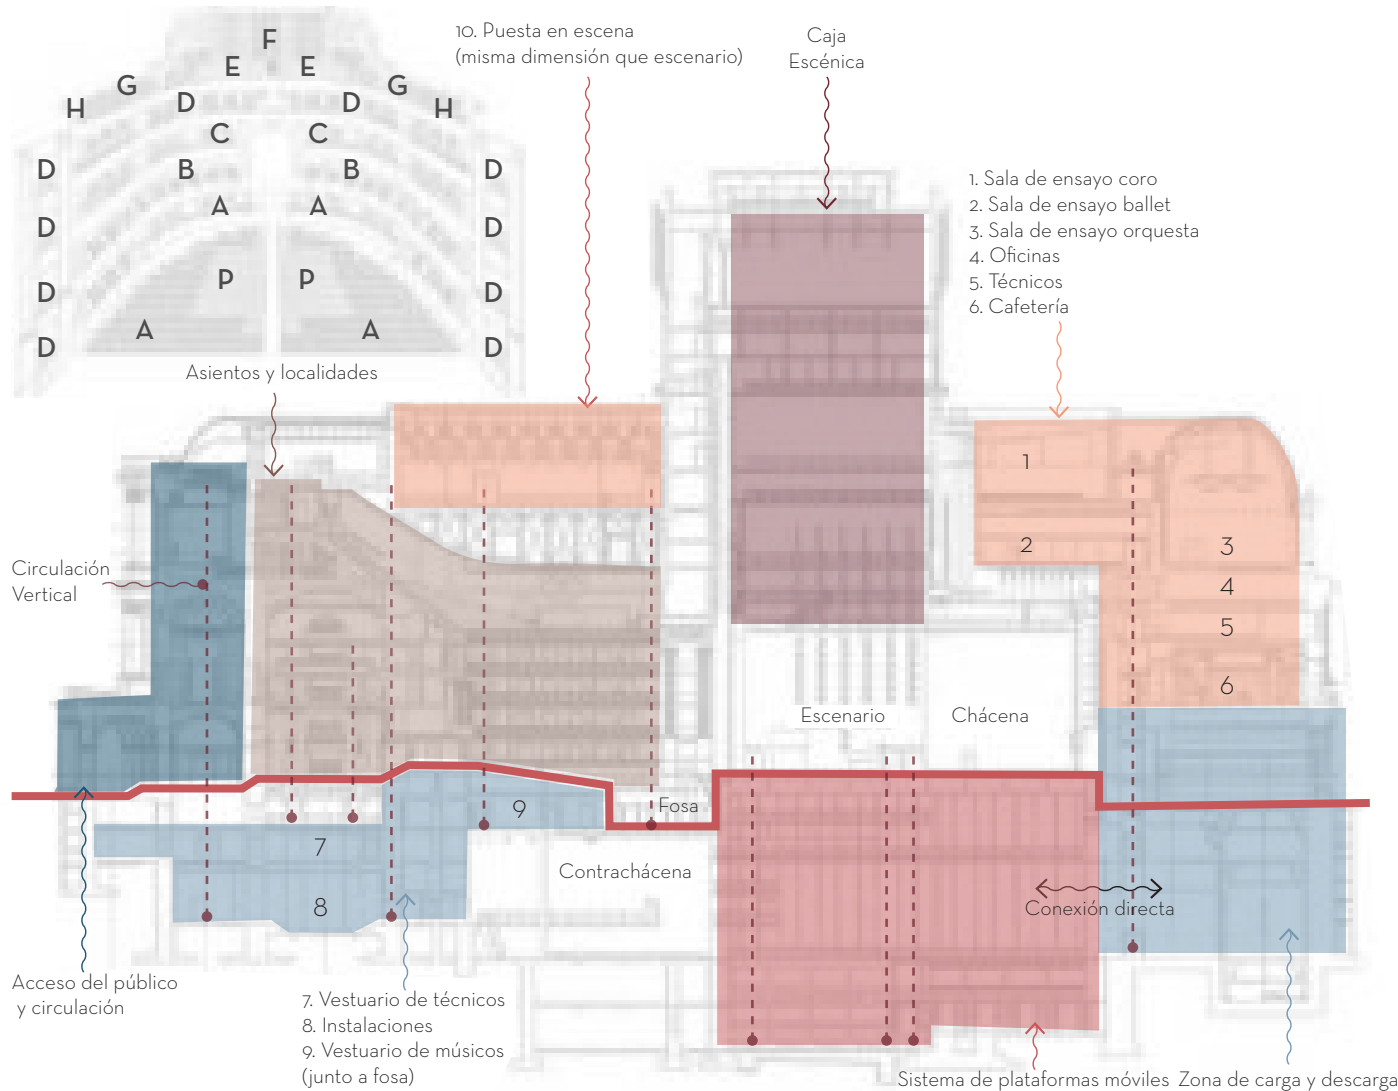 F
E E
G G
D D
H H
C C
D B B D
A A
D D
P P
D D
A A
D D
Asientos y localidades
10. Puesta en escena
(misma dimensión que escenario)
Caja
Escénica
1. Sala de ensayo coro
2. Sala de ensayo ballet
3. Sala de ensayo orquesta
4. Oficinas
5. Técnicos
6. Cafetería
1
2
3
4
5
6
Circulación
Vertical
Escenario
Chácena
Fosa
9
7
8
Contrachácena
Conexión directa
Acceso del público
y circulación
7. Vestuario de técnicos
8. Instalaciones
9. Vestuario de músicos
(junto a fosa)
Sistema de plataformas móviles
Zona de carga y descarga